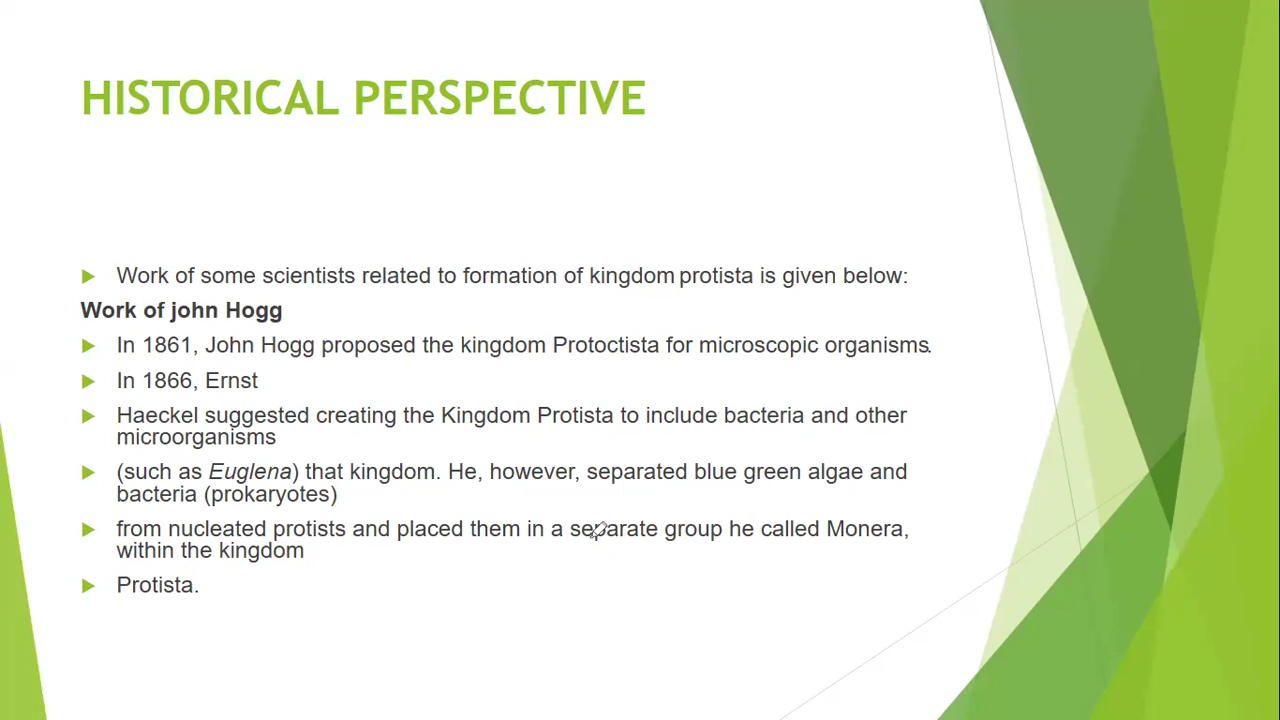 HISTORICAL PERSPECTIVE
Work of some scientists related to formation of kingdom protista is given below:
Work of john Hogg
In 1861, John Hogg proposed the kingdom Protoctista for microscopic organisms.
In 1866, Ernst
Haeckel suggested creating the Kingdom Protista to include bacteria and other
microorganisms
(such as Euglena) that kingdom. He, however, separated blue green algae and
bacteria (prokaryotes)
from nucleated protists and placed them in a separate group he called Monera,
within the kingdom
Protista.